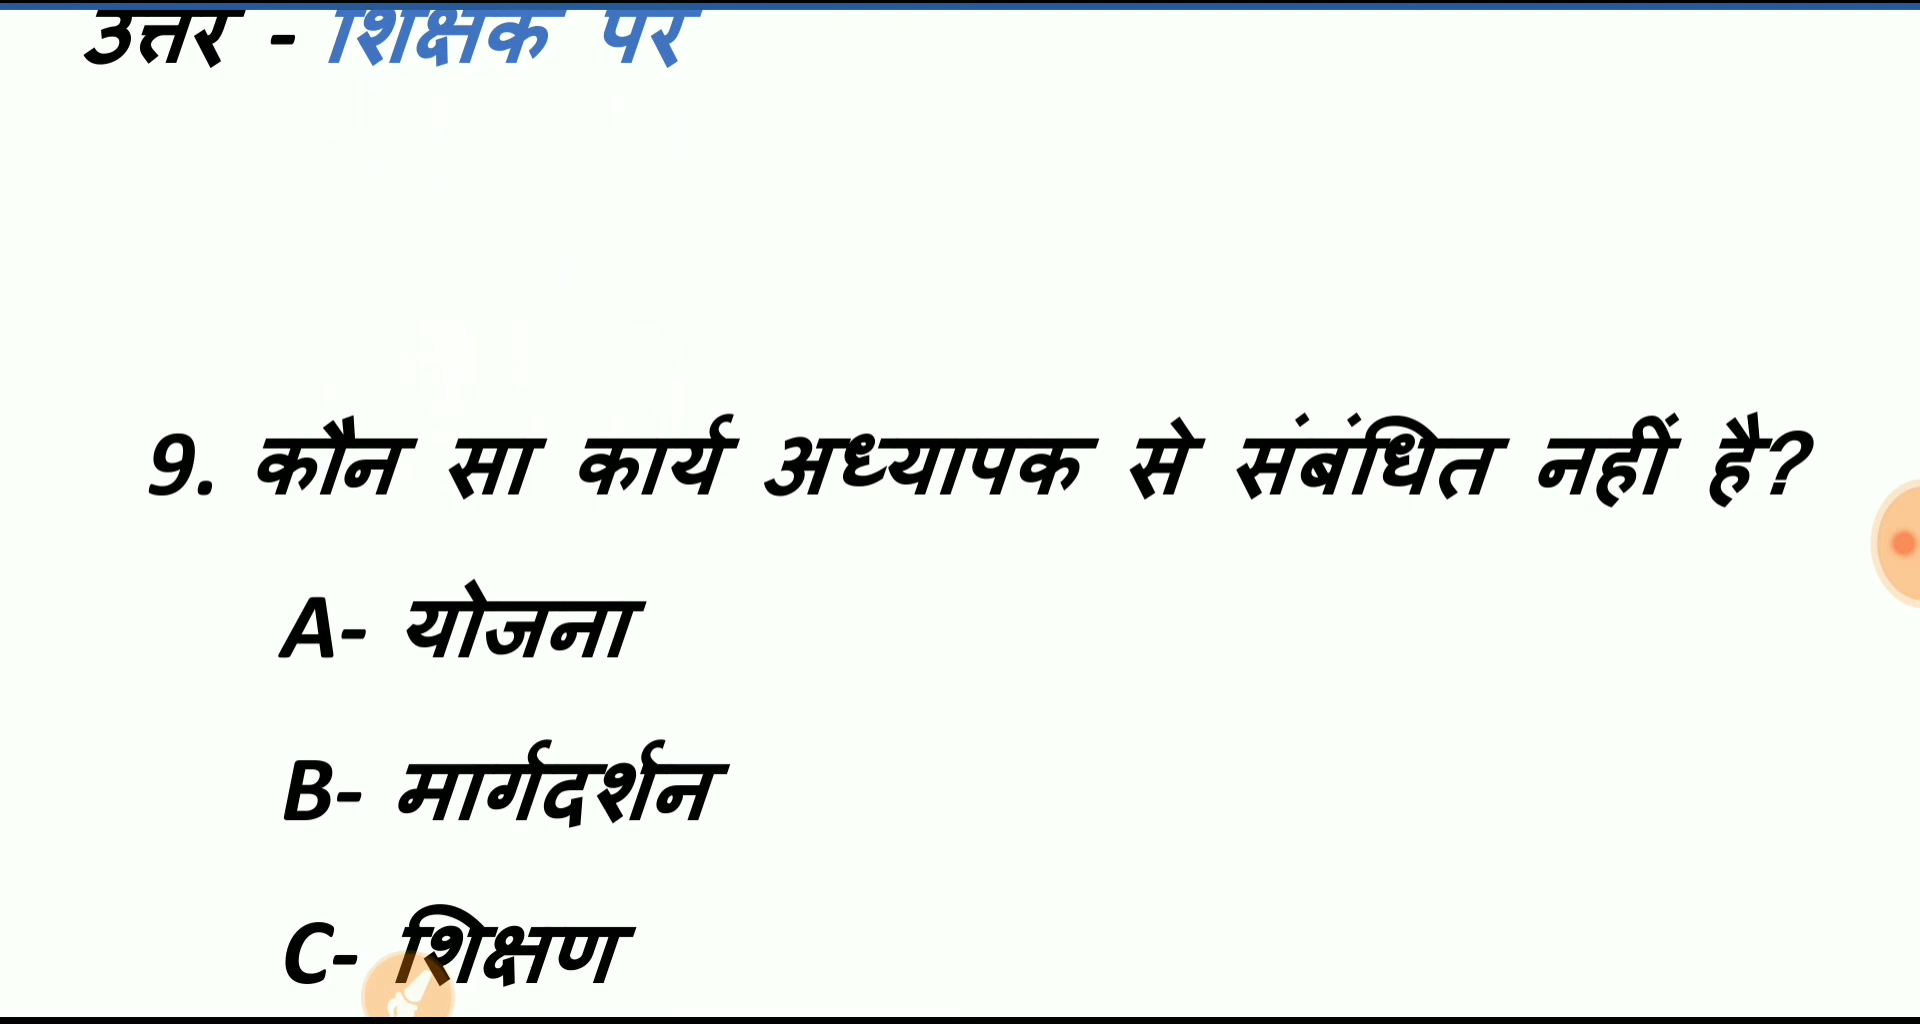 उत्तर - शिक्षक पर
9. कौन सा कार्य अध्यापक से संबंधित नहीं है?
A- योजना
B- मार्गदर्शन
C- शिक्षण